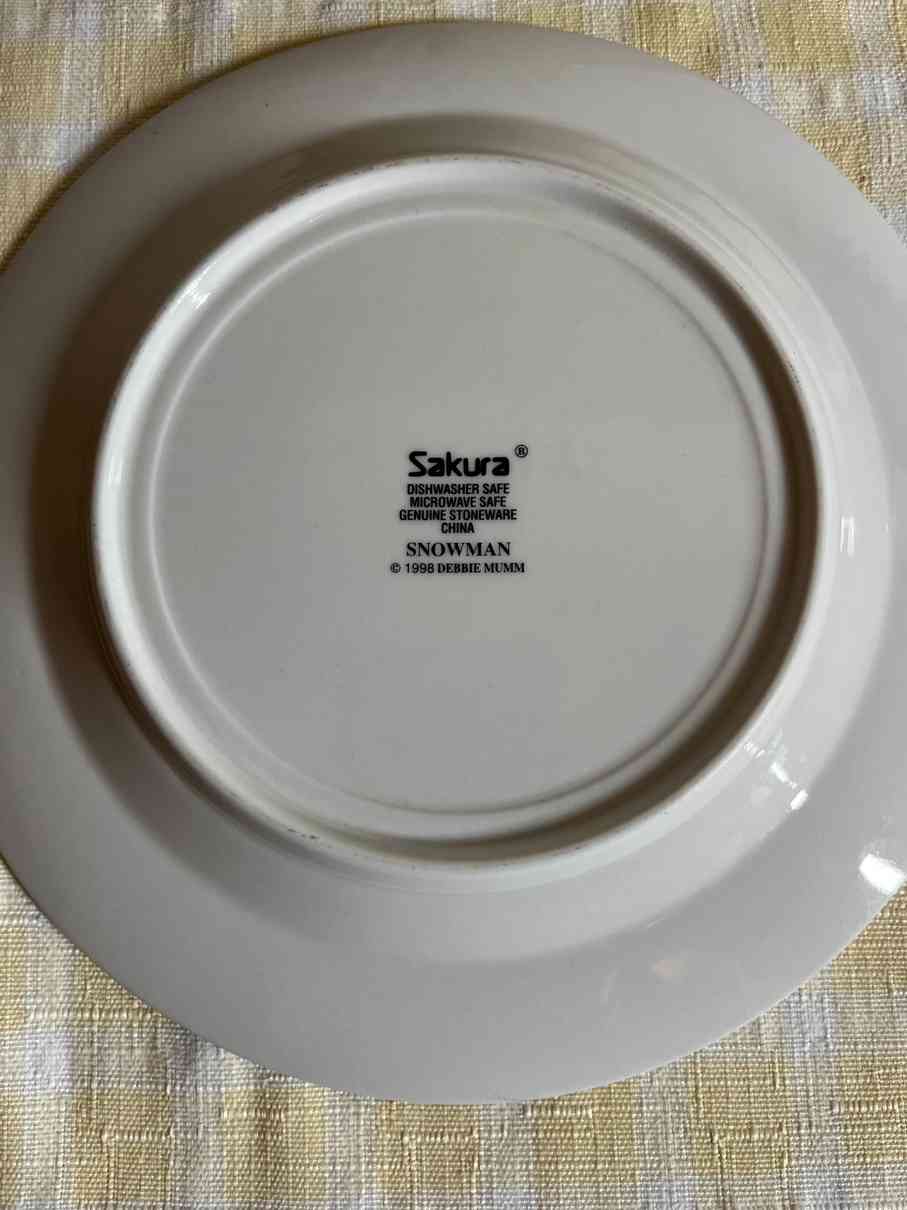 Sakura®
DISHWASHER SAFE
MICROWAVE SAFE
GENUINE STONEWARE
CHINA
SNOWMAN
© 1998 DEBBIE MUMM